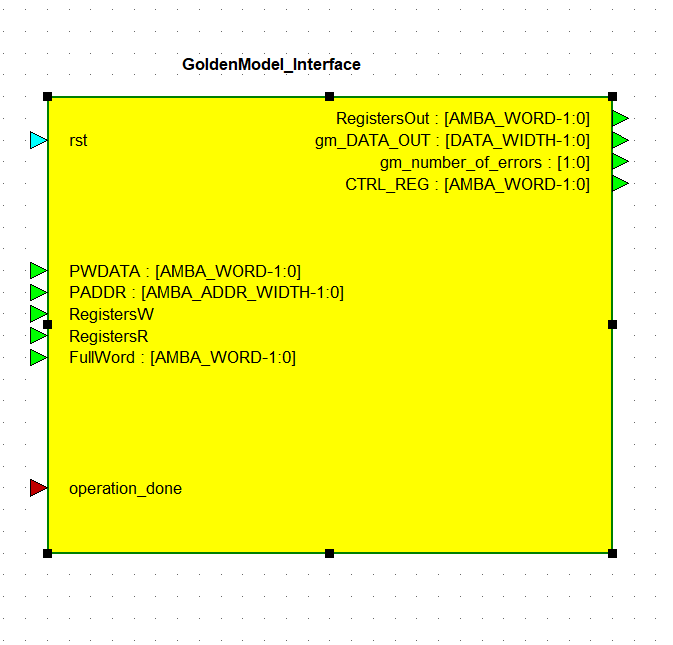 GoldenModel_Interface
RegistersOut : [AMBA_WORD-1:0]
rst
gm_DATA_OUT : [DATA_WIDTH-1:0]
gm_number_of_errors : [1:0]
CTRL_REG : [AMBA_WORD-1:0]
PWDATA : [AMBA_WORD-1:0]
PADDR : [AMBA_ADDR_WIDTH-1:0]
RegistersW
RegistersR
FullWord : [AMBA_WORD-1:0]
operation_done